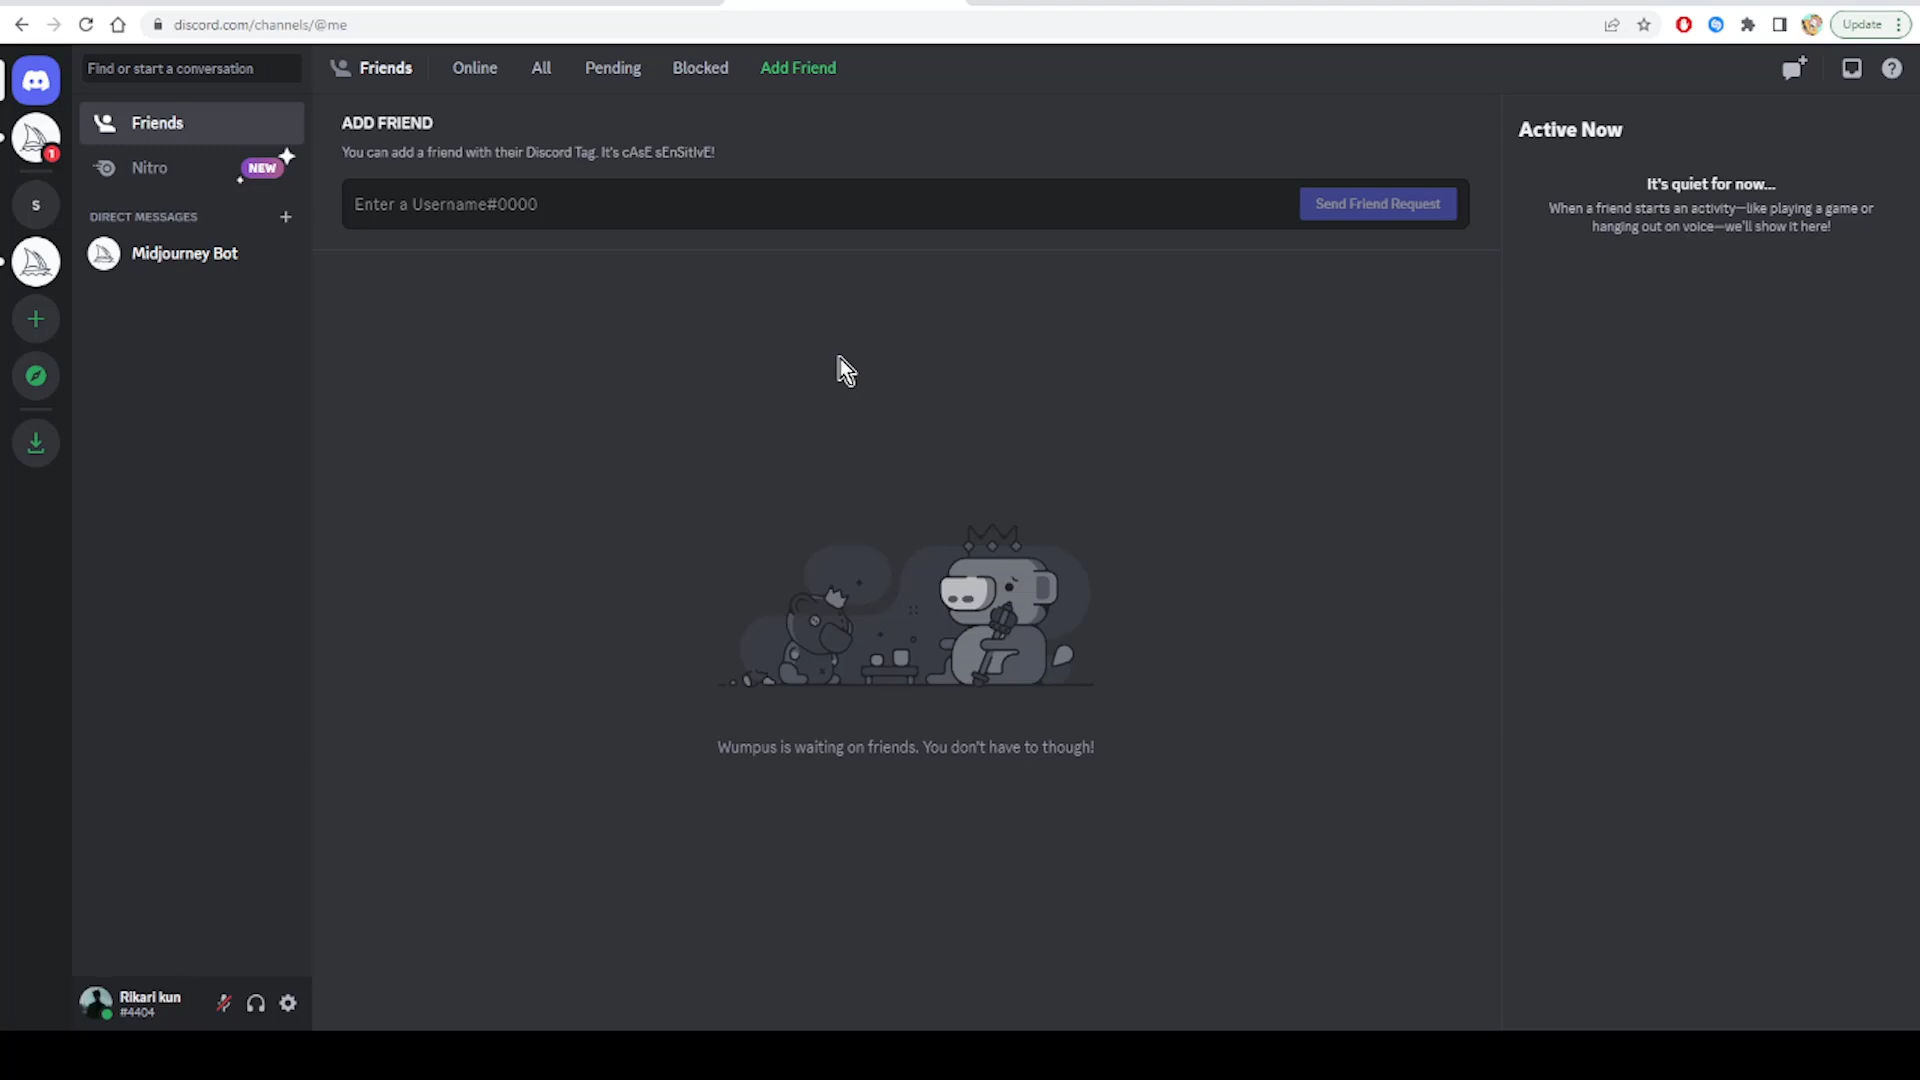 discord.com/channels/@me
Update
Find or start a conversation
Friends
Online
All
Pending
Blocked
Add Friend
1
Friends
Nitro
NEW
S
DIRECT MESSAGES
Midjourney Bot
ADD FRIEND
You can add a friend with their Discord Tag. It's cAsE sEnSitIvE!
Enter a Username#0000
Send Friend Request
Active Now
It's quiet for now...
When a friend starts an activity—like playing a game or
hanging out on voice—we'll show it here!
Wumpus is waiting on friends. You don't have to though!
Rikari kun
#4404